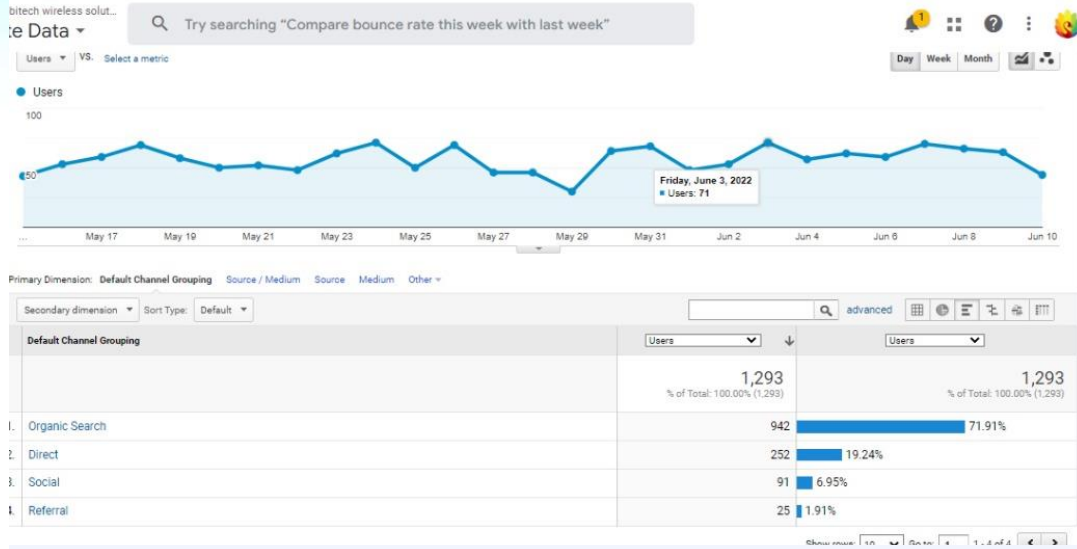 bitech wireless solut...
te Data
Try searching “Compare bounce rate this week with last week”
1
Users VS. Select a metric
Day Week Month
Users
100
50
Friday, June 3, 2022
Users: 71
... May 17 May 19 May 21 May 23 May 25 May 27 May 29 May 31 Jun 2 Jun 4 Jun 6 Jun 8 Jun 10
Primary Dimension: Default Channel Grouping Source / Medium Source Medium Other
Secondary dimension Sort Type: Default
advanced
Default Channel Grouping Users Users
1,293 1,293
% of Total: 100.00% (1,293) % of Total: 100.00% (1,293)
1. Organic Search 942 71.91%
2. Direct 252 19.24%
3. Social 91 6.95%
4. Referral 25 1.91%
Show rows: 10 Go to: 1 1 - 4 of 4